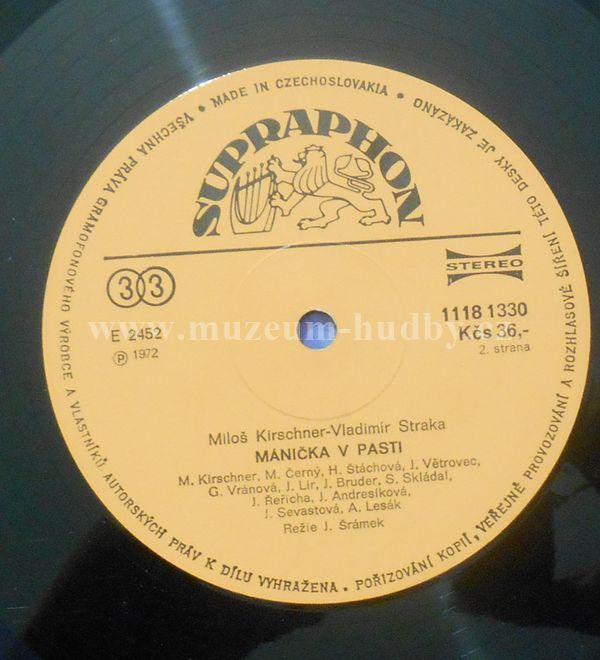 VŠECHNA PRÁVA GRAMOFONOVÉHO VÝROBCE A VLASTNÍKŮ AUTORSKÝCH PRÁV K DÍLU VYHRAŽENA • POŘIZOVÁNÍ KOPIÍ, VEŘEJNÉ PROVOZOVÁNÍ A ROZHLASOVÉ ŠÍŘENÍ TÉTO DESKY JE ZAKÁZÁNO
• MADE IN CZECHOSLOVAKIA •
SUPRAPHON
33
STEREO
E 2452
1118 1330
Ⓟ 1972
Kčs 36,-
2. strana
www.muzeum-hudby.cz
Miloš Kirschner-Vladimír Straka
MÁNIČKA V PASTI
M. Kirschner, M. Černý, H. Štáchová, J. Větrovec,
G. Vránová, J. Lír, J. Bruder, S. Skládal,
J. Řeřicha, J. Andresíková,
J. Sevastová, A. Lesák
Režie J. Šrámek